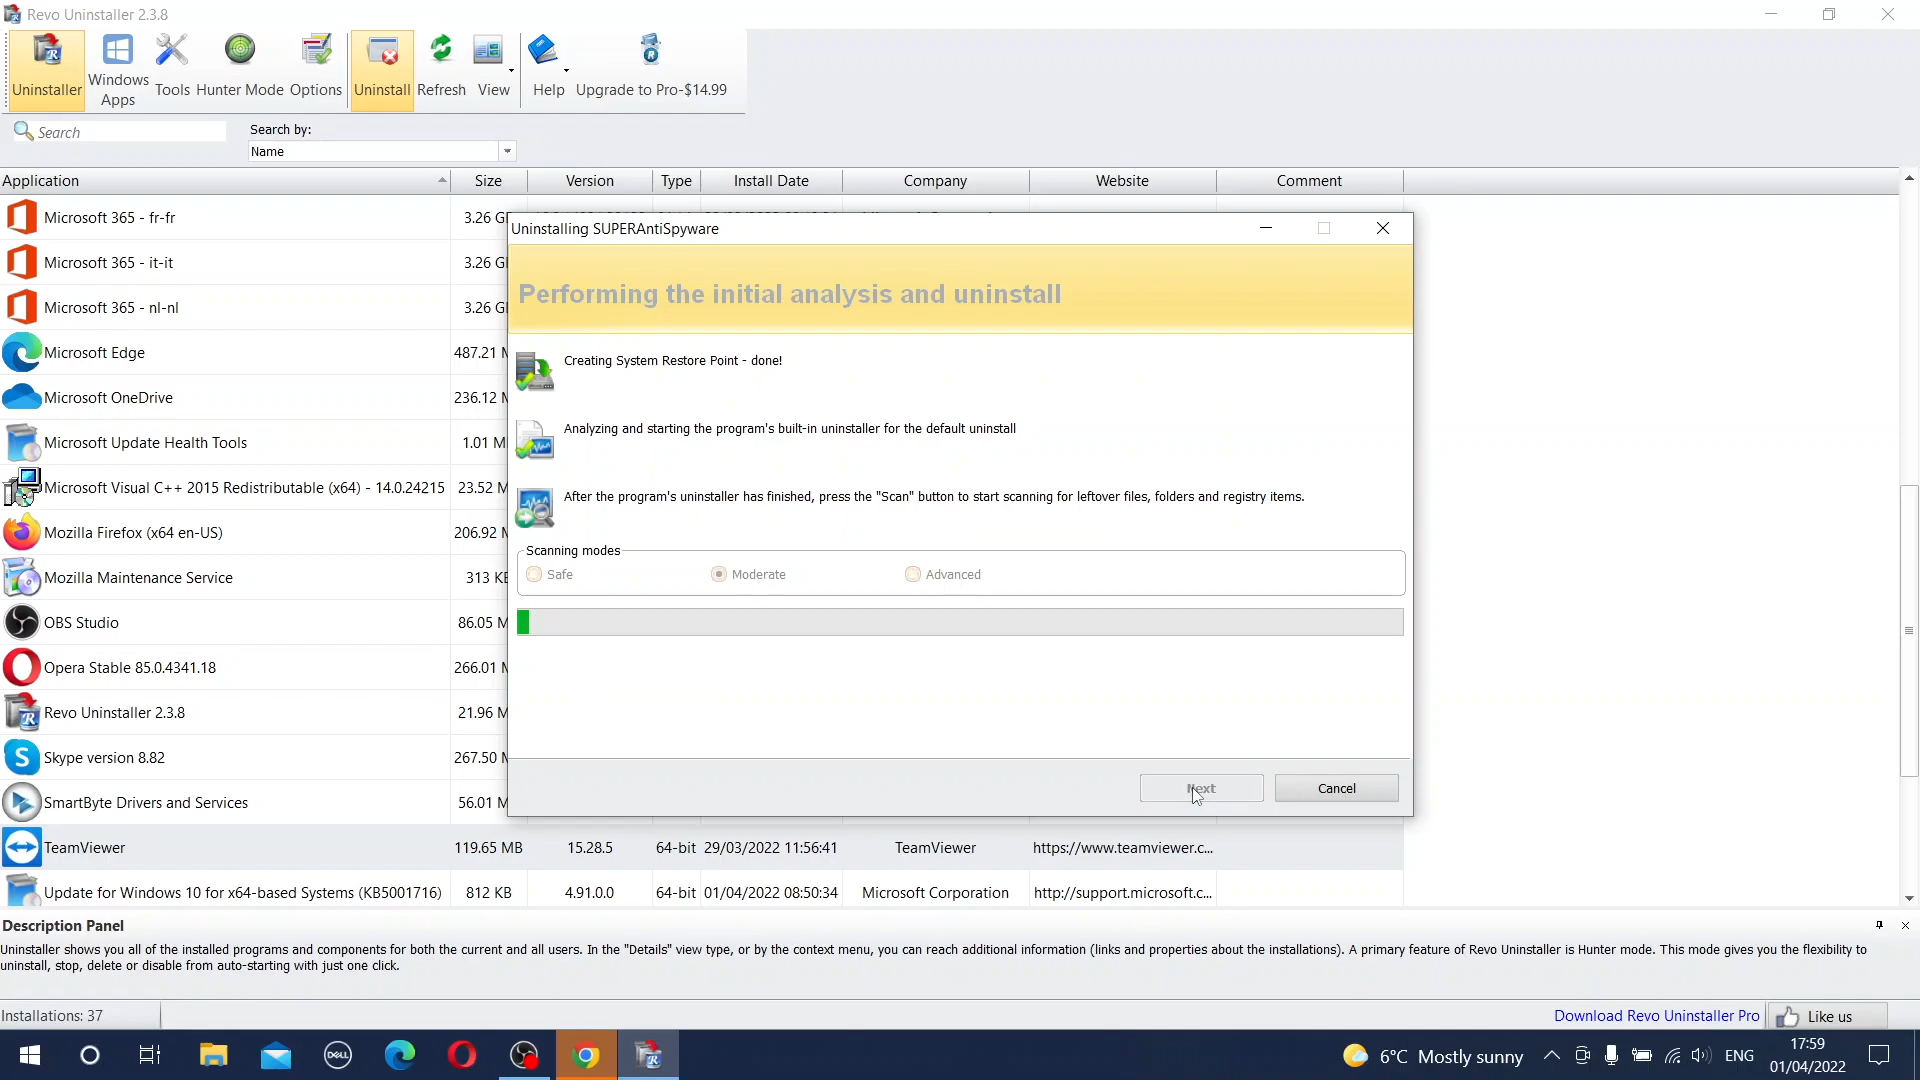 Revo Uninstaller 2.3.8
Uninstaller
Windows Apps
Tools
Hunter Mode
Options
Uninstall
Refresh
View
Help
Upgrade to Pro-$14.99
Search
Search by:
Name
Application Size Version Type Install Date Company Website Comment
Microsoft 365 - fr-fr 3.26 G
Microsoft 365 - it-it 3.26 G
Microsoft 365 - nl-nl 3.26 G
Microsoft Edge 487.21 M
Microsoft OneDrive 236.12 M
Microsoft Update Health Tools 1.01 M
Microsoft Visual C++ 2015 Redistributable (x64) - 14.0.24215 23.52 M
Mozilla Firefox (x64 en-US) 206.92 M
Mozilla Maintenance Service 313 K
OBS Studio 86.05 M
Opera Stable 85.0.4341.18 266.01 M
Revo Uninstaller 2.3.8 21.96 M
Skype version 8.82 267.50 M
SmartByte Drivers and Services 56.01 M
TeamViewer 119.65 MB 15.28.5 64-bit 29/03/2022 11:56:41 TeamViewer https://www.teamviewer.c...
Update for Windows 10 for x64-based Systems (KB5001716) 812 KB 4.91.0.0 64-bit 01/04/2022 08:50:34 Microsoft Corporation http://support.microsoft.c...
Uninstalling SUPERAntiSpyware
Performing the initial analysis and uninstall
Creating System Restore Point - done!
Analyzing and starting the program's built-in uninstaller for the default uninstall
After the program's uninstaller has finished, press the "Scan" button to start scanning for leftover files, folders and registry items.
Scanning modes
Safe Moderate Advanced
Next Cancel
Description Panel
Uninstaller shows you all of the installed programs and components for both the current and all users. In the "Details" view type, or by the context menu, you can reach additional information (links and properties about the installations). A primary feature of Revo Uninstaller is Hunter mode. This mode gives you the flexibility to
uninstall, stop, delete or disable from auto-starting with just one click.
Installations: 37
Download Revo Uninstaller Pro
Like us
DELL
6°C Mostly sunny
ENG
17:59
01/04/2022